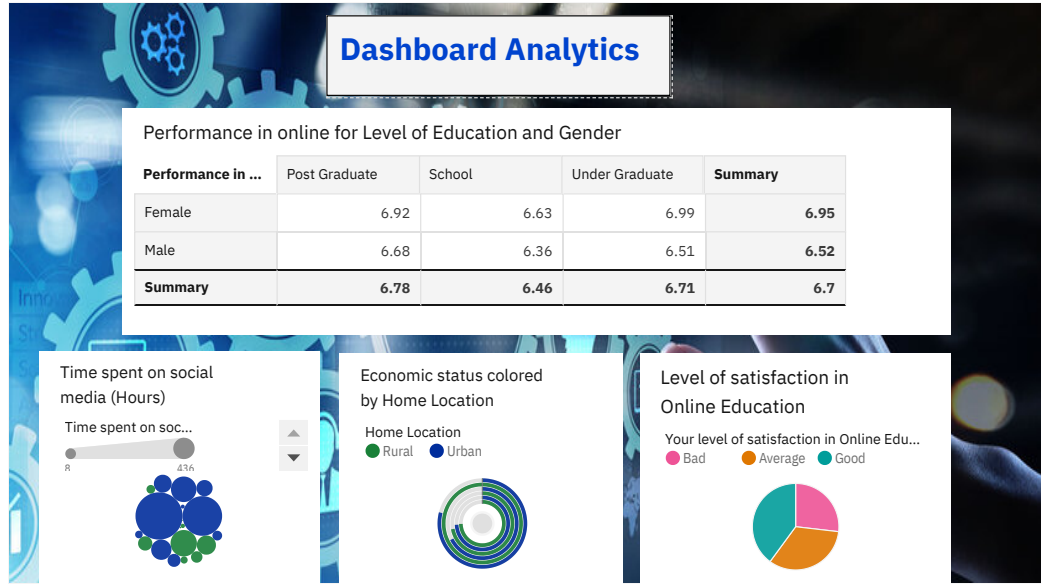 Dashboard Analytics
Performance in online for Level of Education and Gender
Performance in ... Post Graduate School Under Graduate Summary
Female 6.92 6.63 6.99 6.95
Male 6.68 6.36 6.51 6.52
Summary 6.78 6.46 6.71 6.7
Time spent on social
media (Hours)
Time spent on soc...
8 436
Economic status colored
by Home Location
Home Location
Rural Urban
Level of satisfaction in
Online Education
Your level of satisfaction in Online Edu...
Bad Average Good